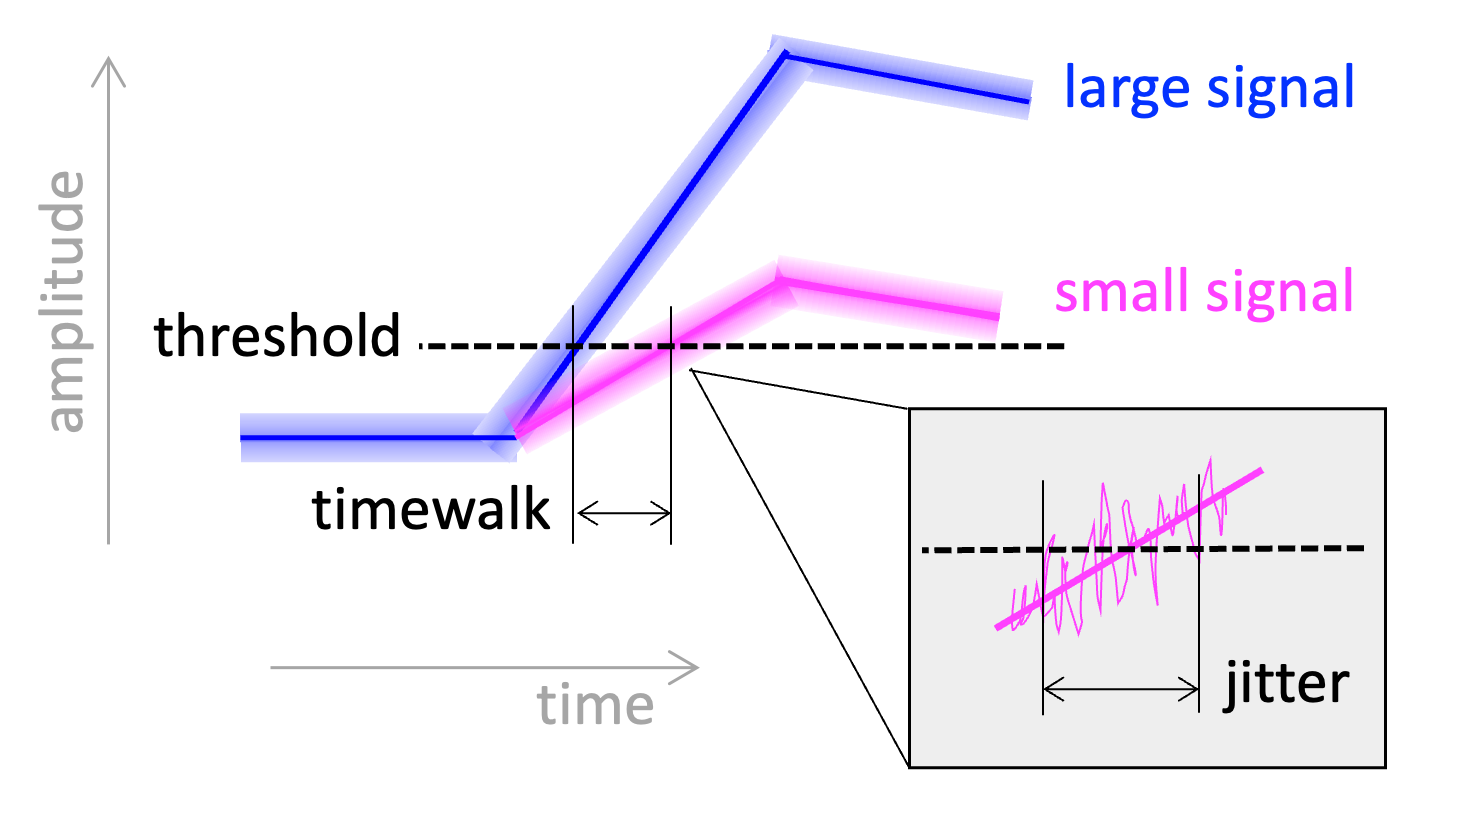 large signal
amplitude
small signal
threshold
timewalk
jitter
time